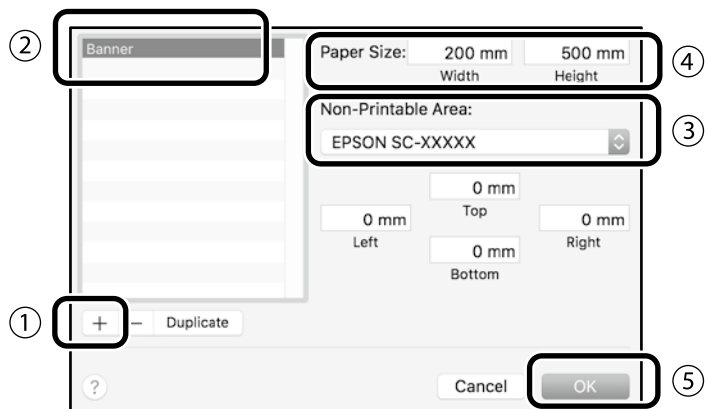 ②
Banner
Paper Size: 200 mm 500 mm
Width Height
④
Non-Printable Area:
EPSON SC-XXXXX
③
0 mm
Top
0 mm
Left
0 mm
Right
0 mm
Bottom
①
+ − Duplicate
?
Cancel OK
⑤